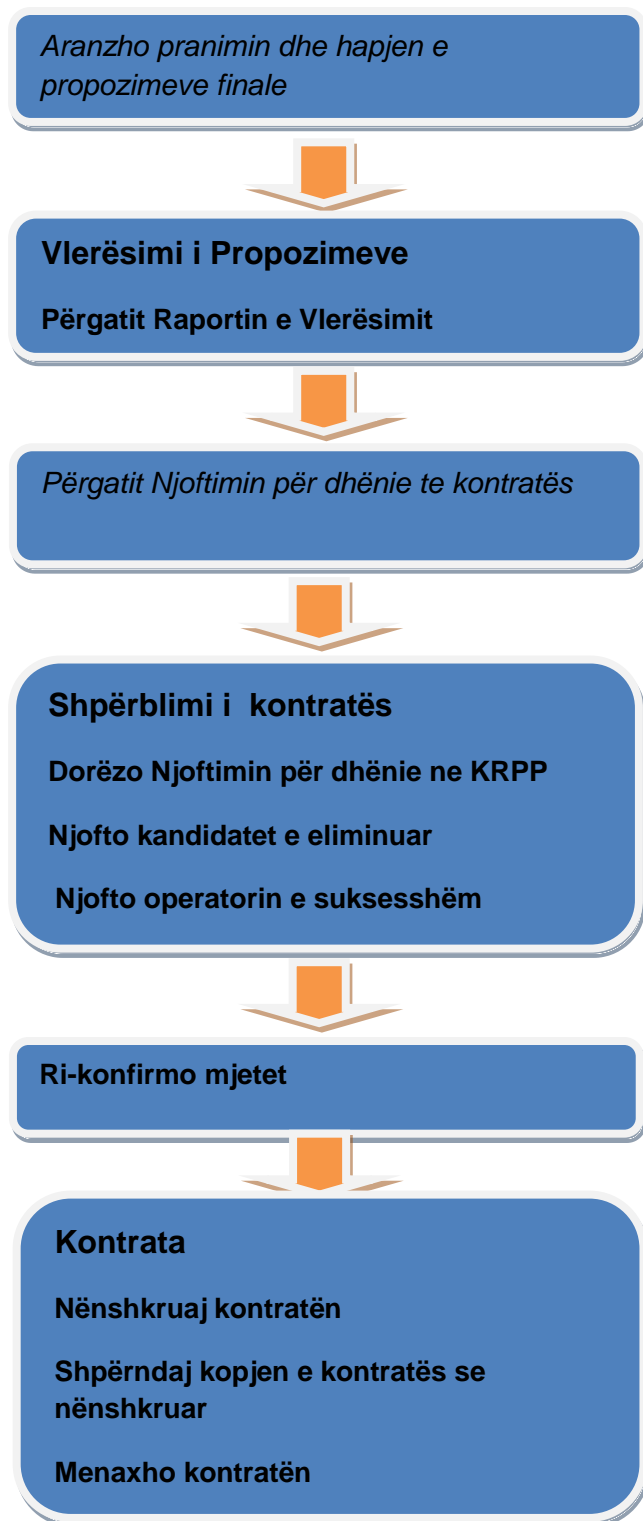 Aranzho pranimin dhe hapjen e
propozimeve finale
Vlerësimi i Propozimeve
Përgatit Raportin e Vlerësimit
Përgatit Njoftimin për dhënie te kontratës
Shpërblimi i  kontratës
Dorëzo Njoftimin për dhënie ne KRPP
Njofto kandidatet e eliminuar
Njofto operatorin e suksesshëm
Ri-konfirmo mjetet
Kontrata
Nënshkruaj kontratën
Shpërndaj kopjen e kontratës se
nënshkruar
Menaxho kontratën